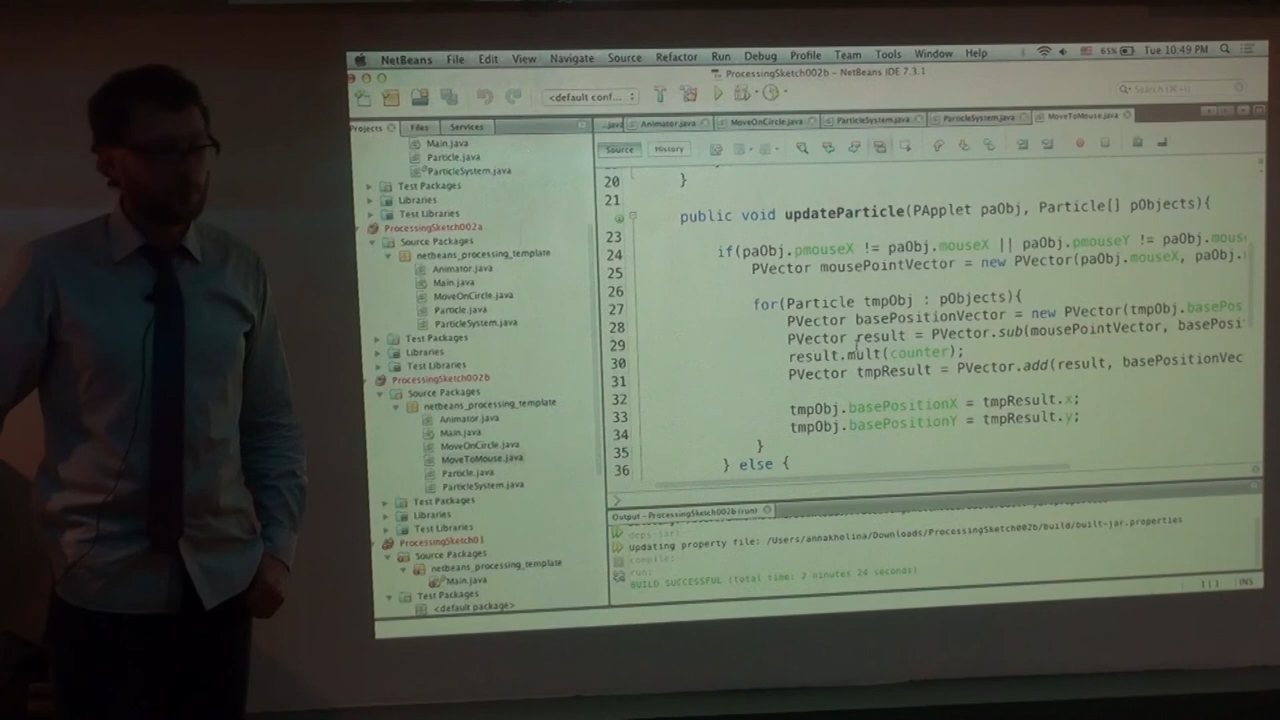 NetBeans File Edit View Navigate Source Refactor Run Debug Profile Team Tools Window Help 65% Tue 10:49 PM
ProcessingSketch002b – NetBeans IDE 7.3.1
<default conf...
Search (⌘+I)
Projects Files Services
Main.java
Particle.java
ParticleSystem.java
Test Packages
Libraries
Test Libraries
ProcessingSketch002a
Source Packages
netbeans_processing_template
Animator.java
Main.java
MoveOnCircle.java
Particle.java
ParticleSystem.java
Test Packages
Libraries
Test Libraries
ProcessingSketch002b
Source Packages
netbeans_processing_template
Animator.java
Main.java
MoveOnCircle.java
MoveToMouse.java
Particle.java
ParticleSystem.java
Test Packages
Libraries
Test Libraries
ProcessingSketch01
Source Packages
netbeans_processing_template
Main.java
Test Packages
<default package>
Animator.java MoveOnCircle.java ParticleSystem.java ParticleSystem.java MoveToMouse.java
Source History
20 }
21
public void updateParticle(PApplet paObj, Particle[] pObjects){
23
24 if(paObj.pmouseX != paObj.mouseX || paObj.pmouseY != paObj.mous
25 PVector mousePointVector = new PVector(paObj.mouseX, paObj.
26
27 for(Particle tmpObj : pObjects){
28 PVector basePositionVector = new PVector(tmpObj.basePos
29 PVector result = PVector.sub(mousePointVector, basePosi
30 result.mult(counter);
31 PVector tmpResult = PVector.add(result, basePositionVec
32
33 tmpObj.basePositionX = tmpResult.x;
34 tmpObj.basePositionY = tmpResult.y;
35 }
36 } else {
Output – ProcessingSketch002b (run)
deps-jar:
Updating property file: /Users/annakholina/Downloads/ProcessingSketch002b/build/built-jar.properties
compile:
run:
BUILD SUCCESSFUL (total time: 2 minutes 24 seconds)
INS